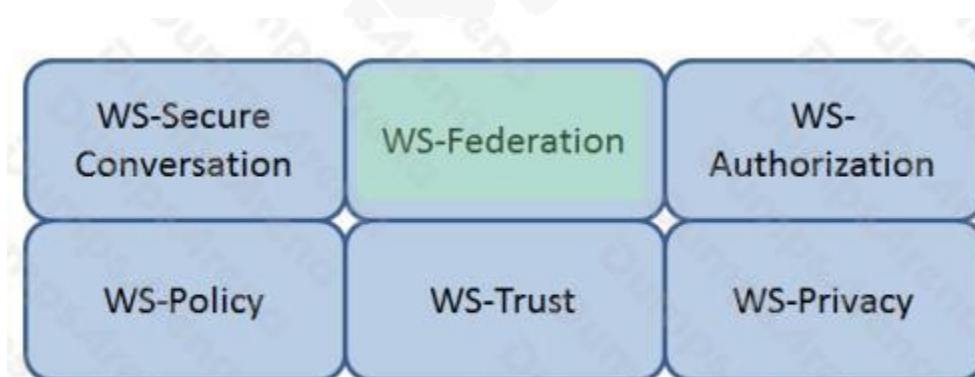 WS-Secure
Conversation
WS-Federation
WS-
Authorization
WS-Policy
WS-Trust
WS-Privacy